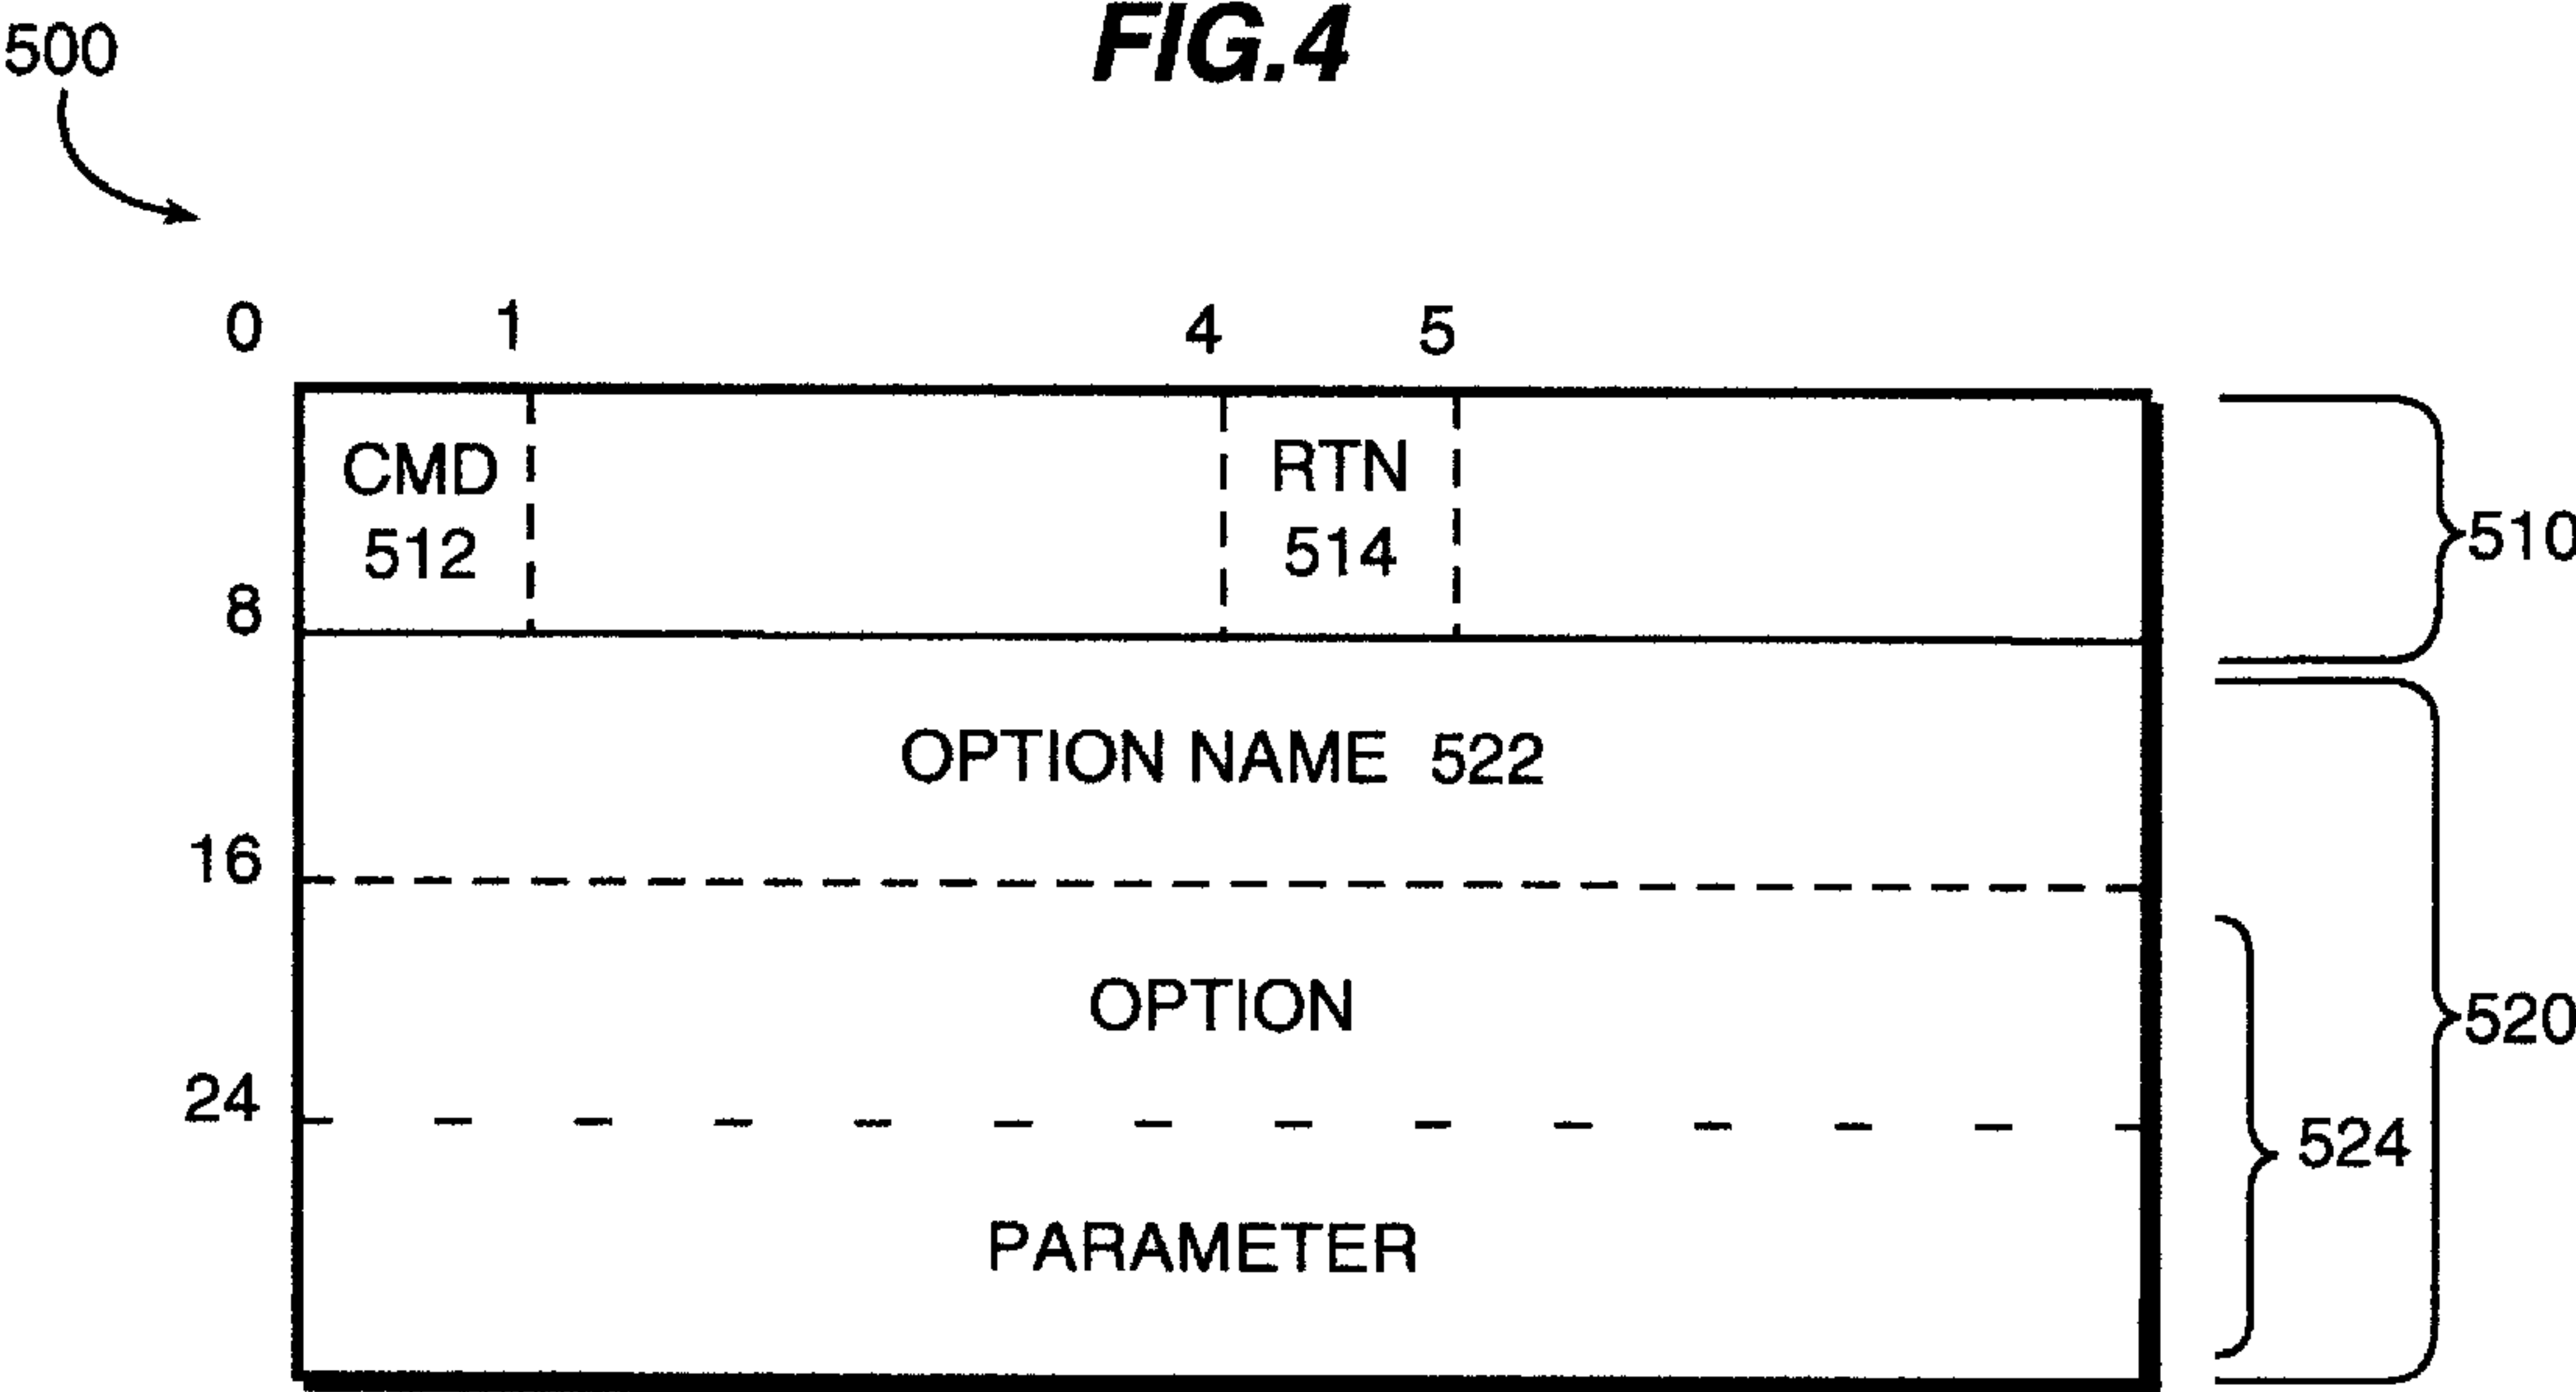 FIG.4
500
0 1 4 5
CMD RTN
512 514
510
8
OPTION NAME 522
16
OPTION
520
24
524
PARAMETER